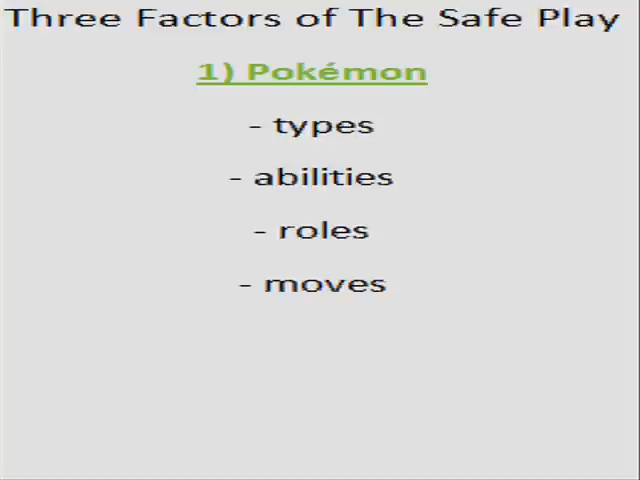 Three Factors of The Safe Play
1) Pokémon
- types
- abilities
- roles
- moves